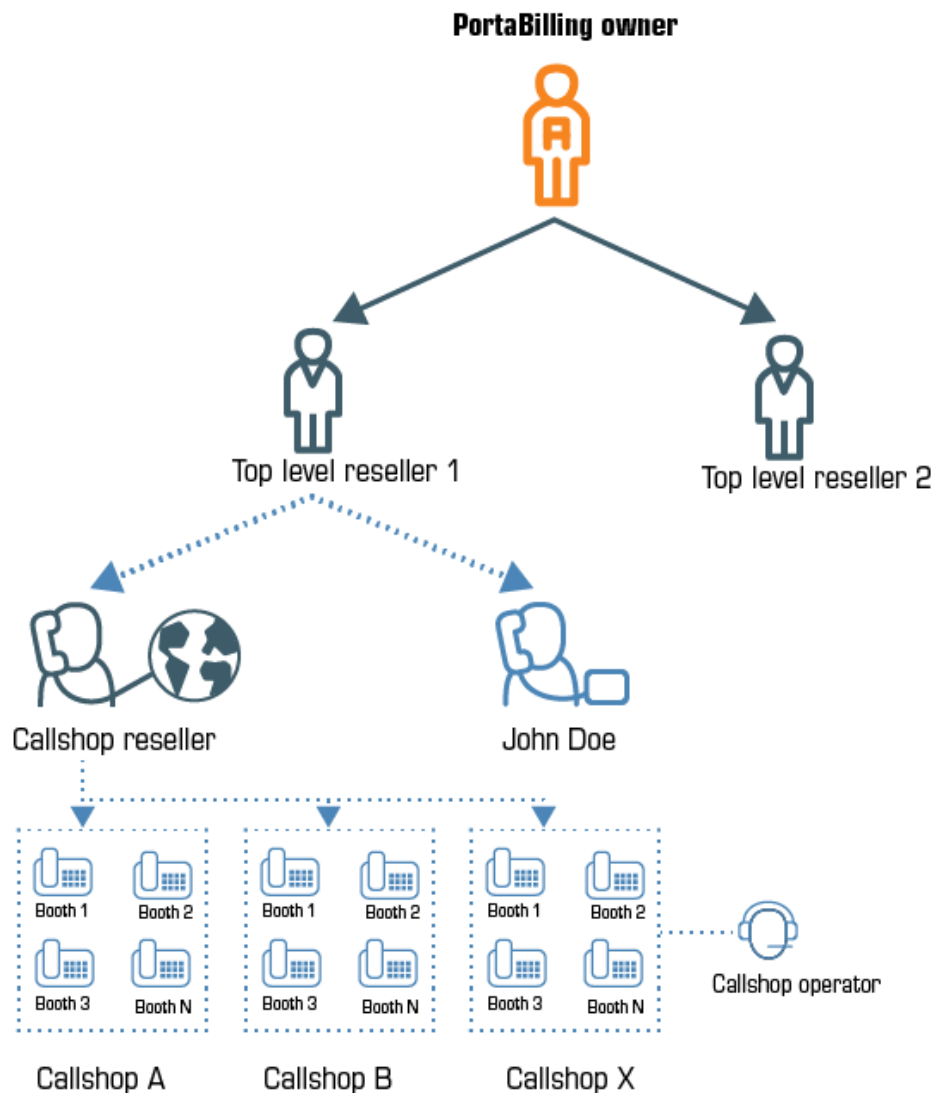 PortaBilling owner
Top level reseller 1
Top level reseller 2
Callshop reseller
John Doe
Booth 1
Booth 2
Booth 1
Booth 2
Booth 1
Booth 2
Booth 3
Booth N
Booth 3
Booth N
Booth 3
Booth N
Callshop operator
Callshop A
Callshop B
Callshop X